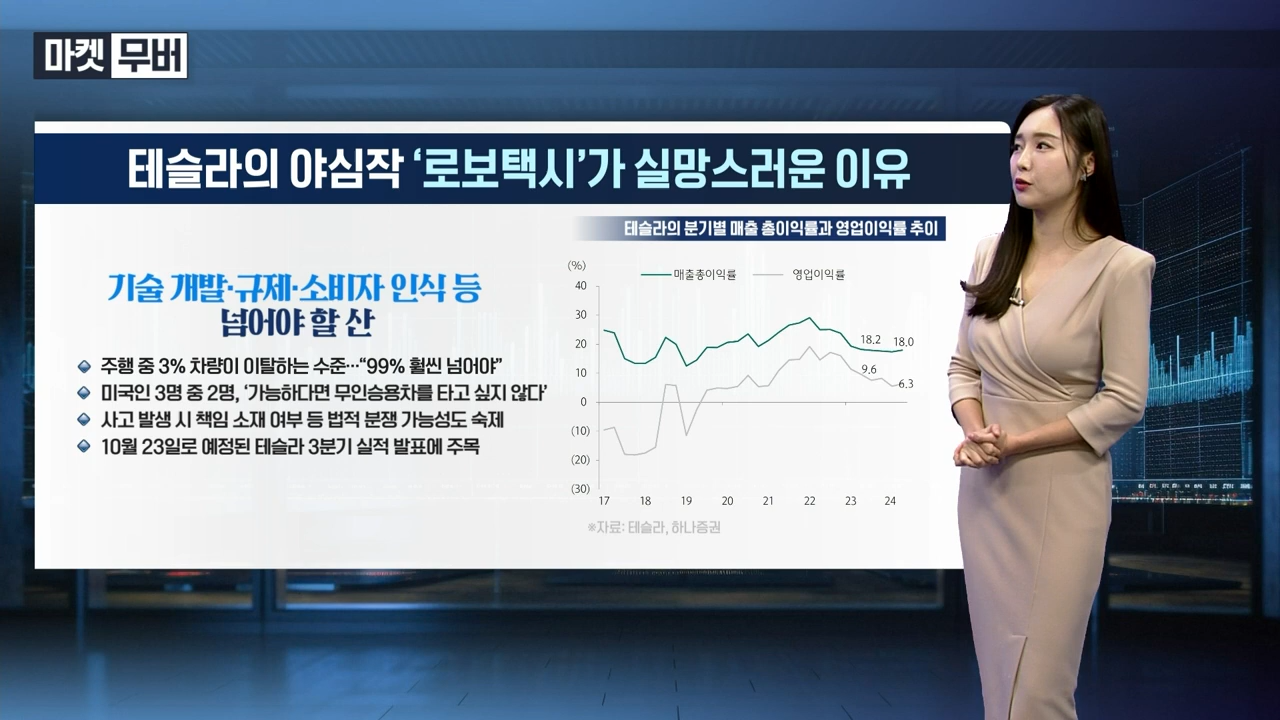 마켓 무버
테슬라의 야심작 ‘로보택시’가 실망스러운 이유
기술 개발·규제·소비자 인식 등
넘어야 할 산
주행 중 3% 차량이 이탈하는 수준…“99% 훨씬 넘어야”
미국인 3명 중 2명, ‘가능하다면 무인승용차를 타고 싶지 않다’
사고 발생 시 책임 소재 여부 등 법적 분쟁 가능성도 숙제
10월 23일로 예정된 테슬라 3분기 실적 발표에 주목
테슬라의 분기별 매출 총이익률과 영업이익률 추이
(%)
매출총이익률 영업이익률
40
30
20
10
0
(10)
(20)
(30)
18.2 18.0
9.6
6.3
17 18 19 20 21 22 23 24
※자료: 테슬라, 하나증권